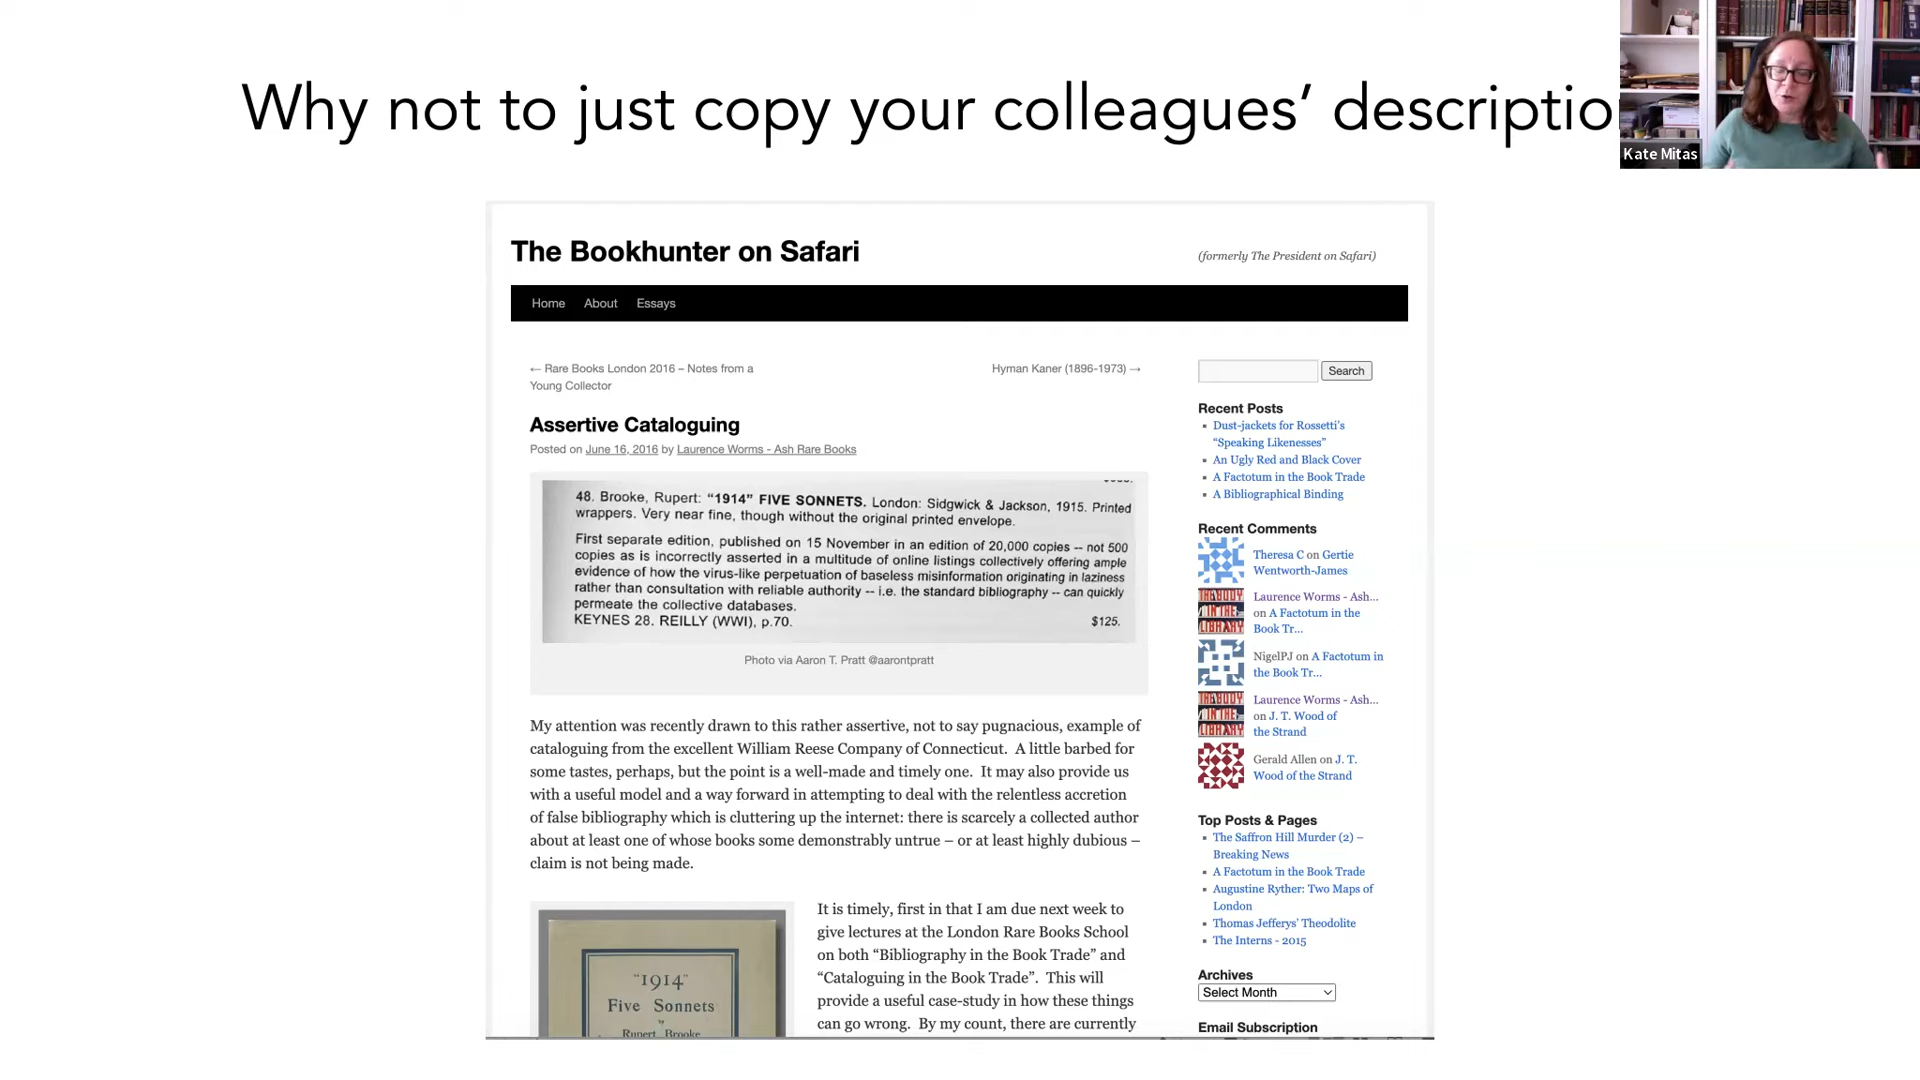 Why not to just copy your colleagues’ descriptio
Kate Mitas
The Bookhunter on Safari
(formerly The President on Safari)
Home About Essays
← Rare Books London 2016 – Notes from a
Young Collector
Hyman Kaner (1896-1973) →
Assertive Cataloguing
Posted on June 16, 2016 by Laurence Worms - Ash Rare Books
48. Brooke, Rupert: "1914" FIVE SONNETS. London: Sidgwick & Jackson, 1915. Printed
wrappers. Very near fine, though without the original printed envelope.
First separate edition, published on 15 November in an edition of 20,000 copies -- not 500
copies as is incorrectly asserted in a multitude of online listings collectively offering ample
evidence of how the virus-like perpetuation of baseless misinformation originating in laziness
rather than consultation with reliable authority -- i.e. the standard bibliography -- can quickly
permeate the collective databases.
KEYNES 28. REILLY (WWI), p.70. $125.
Photo via Aaron T. Pratt @aarontpratt
My attention was recently drawn to this rather assertive, not to say pugnacious, example of
cataloguing from the excellent William Reese Company of Connecticut. A little barbed for
some tastes, perhaps, but the point is a well-made and timely one. It may also provide us
with a useful model and a way forward in attempting to deal with the relentless accretion
of false bibliography which is cluttering up the internet: there is scarcely a collected author
about at least one of whose books some demonstrably untrue – or at least highly dubious –
claim is not being made.
"1914"
Five Sonnets
by
Rupert Brooke
It is timely, first in that I am due next week to
give lectures at the London Rare Books School
on both “Bibliography in the Book Trade” and
“Cataloguing in the Book Trade”. This will
provide a useful case-study in how these things
can go wrong. By my count, there are currently
Search
Recent Posts
Dust-jackets for Rossetti’s
“Speaking Likenesses”
An Ugly Red and Black Cover
A Factotum in the Book Trade
A Bibliographical Binding
Recent Comments
Theresa C on Gertie
Wentworth-James
THE BODY
IN THE
LIBRARY
Laurence Worms - Ash...
on A Factotum in the
Book Tr...
NigelPJ on A Factotum in
the Book Tr...
THE BODY
IN THE
LIBRARY
Laurence Worms - Ash...
on J. T. Wood of
the Strand
Gerald Allen on J. T.
Wood of the Strand
Top Posts & Pages
The Saffron Hill Murder (2) –
Breaking News
A Factotum in the Book Trade
Augustine Ryther: Two Maps of
London
Thomas Jefferys’ Theodolite
The Interns - 2015
Archives
Select Month
Email Subscription